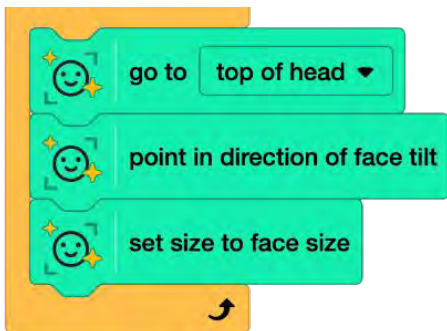 go to top of head
point in direction of face tilt
set size to face size